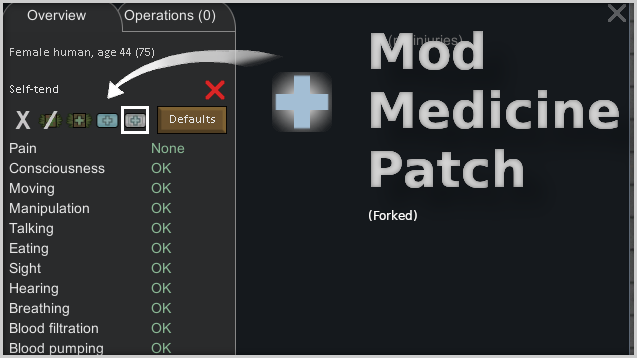 Overview
Operations (0)
Female human, age 44 (75)
Self-tend
Defaults
Pain None
Consciousness OK
Moving OK
Manipulation OK
Talking OK
Eating OK
Sight OK
Hearing OK
Breathing OK
Blood filtration OK
Blood pumping OK
injuries)
Mod
Medicine
Patch
(Forked)